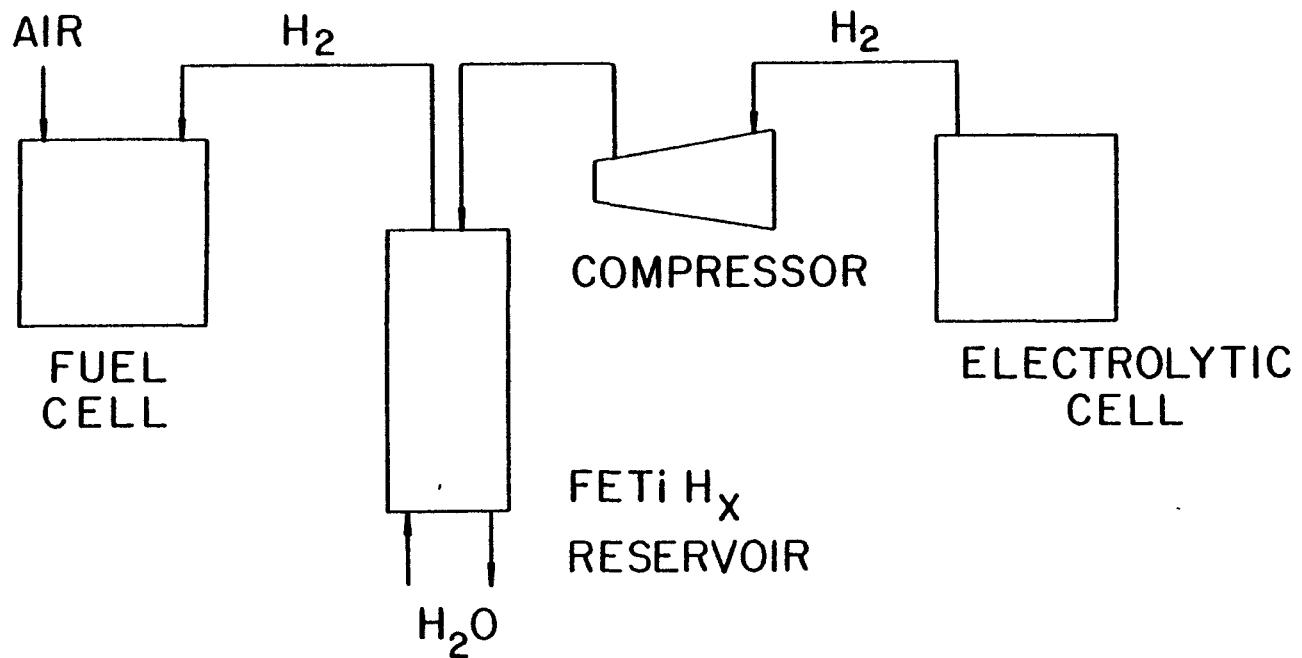 AIR
H₂
H₂
COMPRESSOR
FUEL
CELL
ELECTROLYTIC
CELL
FETi Hₓ
RESERVOIR
H₂O